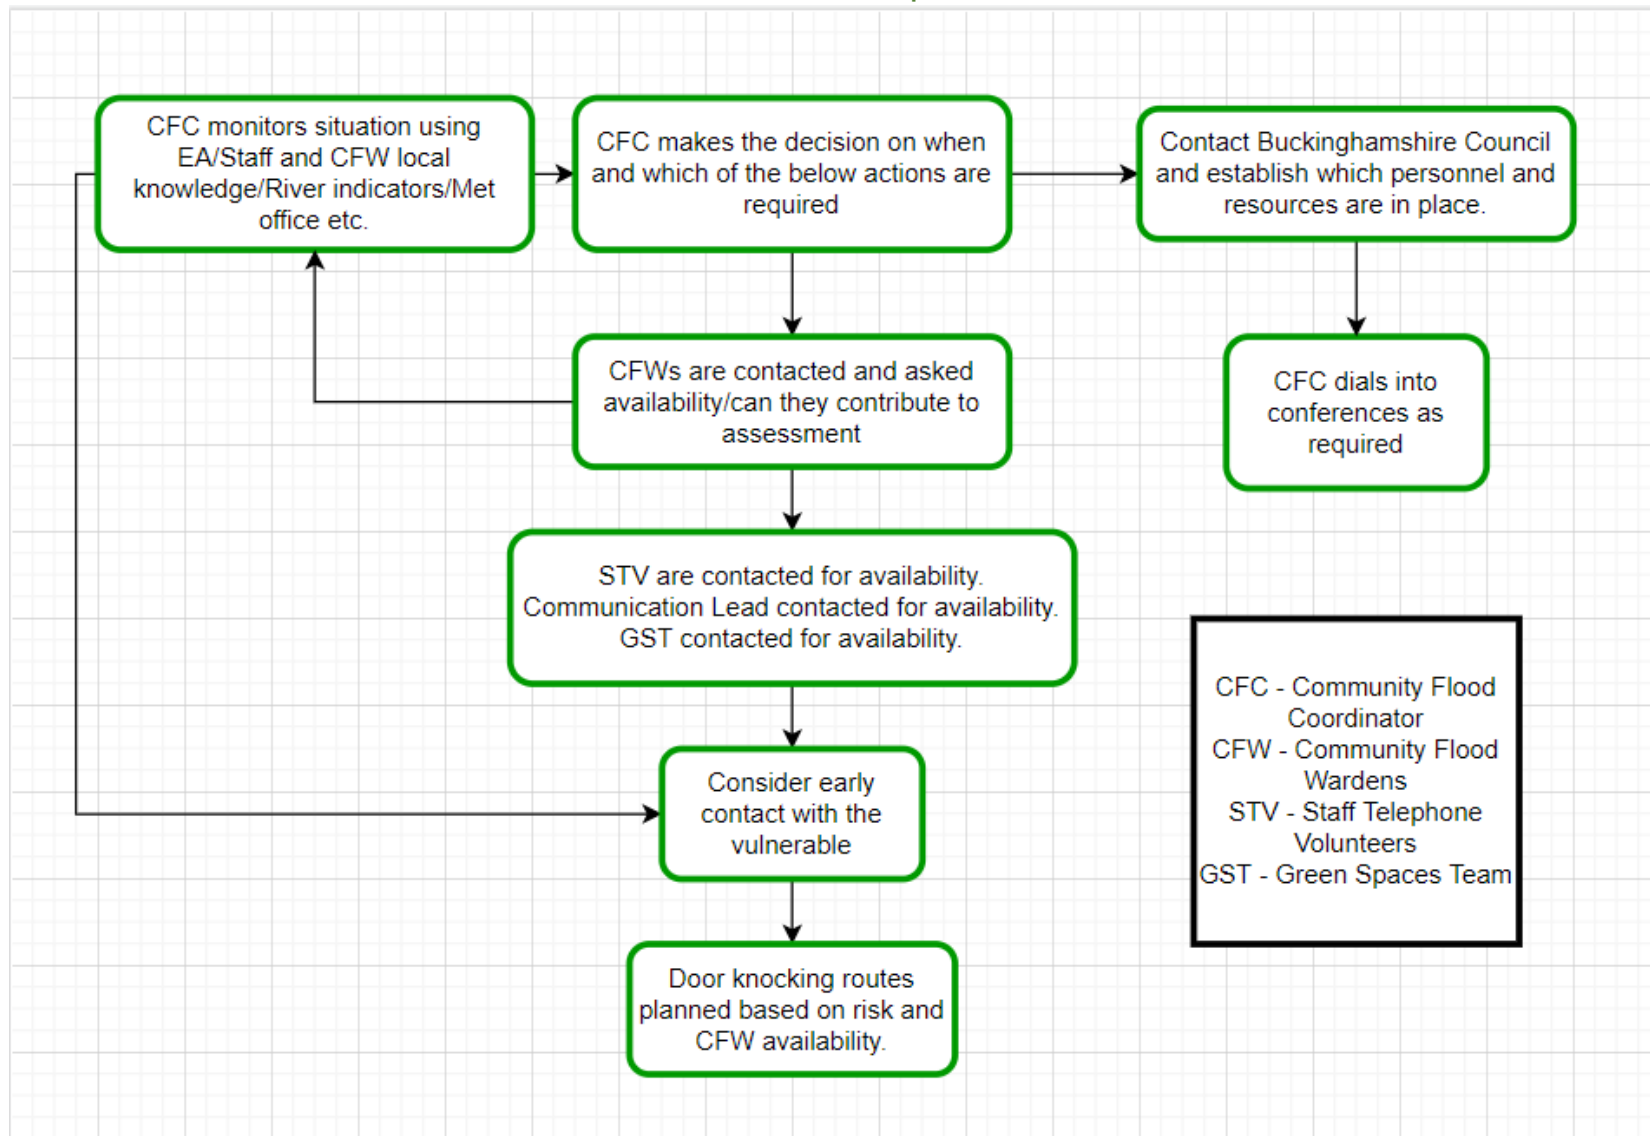 CFC monitors situation using
EA/Staff and CFW local
knowledge/River indicators/Met
office etc.
CFC makes the decision on when
and which of the below actions are
required
Contact Buckinghamshire Council
and establish which personnel and
resources are in place.
CFWs are contacted and asked
availability/can they contribute to
assessment
CFC dials into
conferences as
required
STV are contacted for availability.
Communication Lead contacted for availability.
GST contacted for availability.
CFC - Community Flood
Coordinator
CFW - Community Flood
Wardens
STV - Staff Telephone
Volunteers
GST - Green Spaces Team
Consider early
contact with the
vulnerable
Door knocking routes
planned based on risk and
CFW availability.